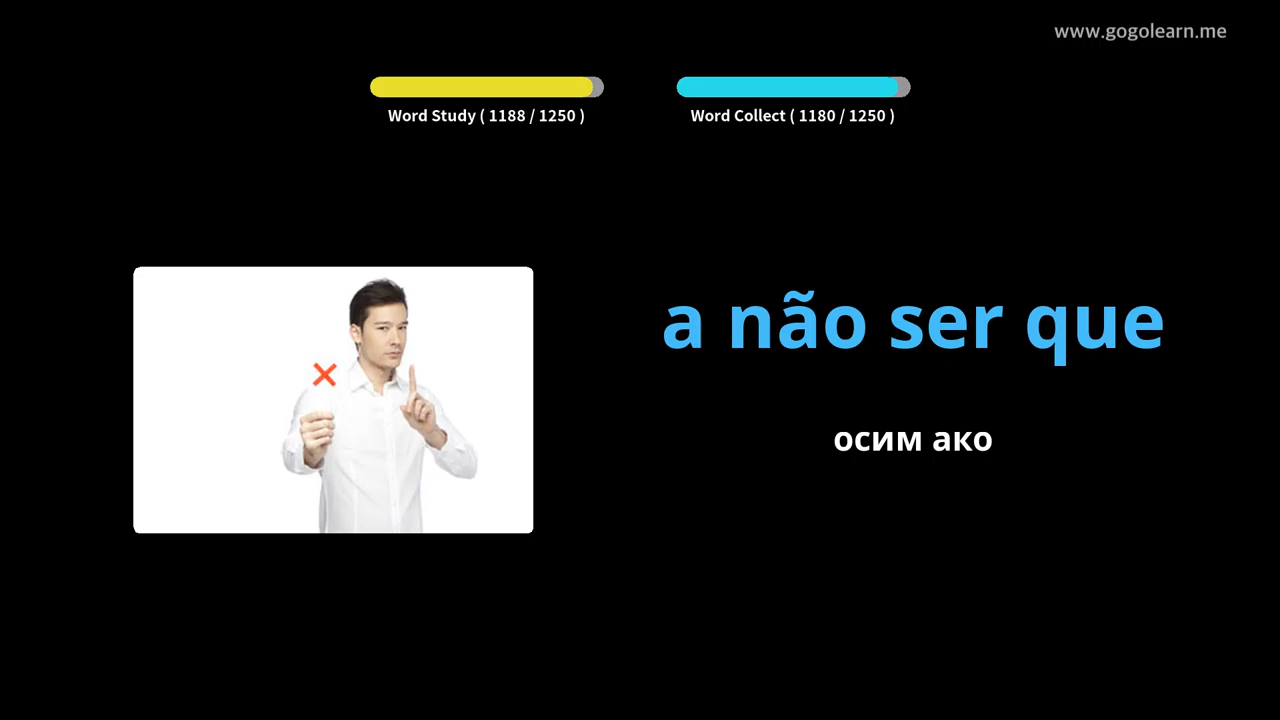 www.gogolearn.me
Word Study ( 1188 / 1250 )
Word Collect ( 1180 / 1250 )
a não ser que
осим ако